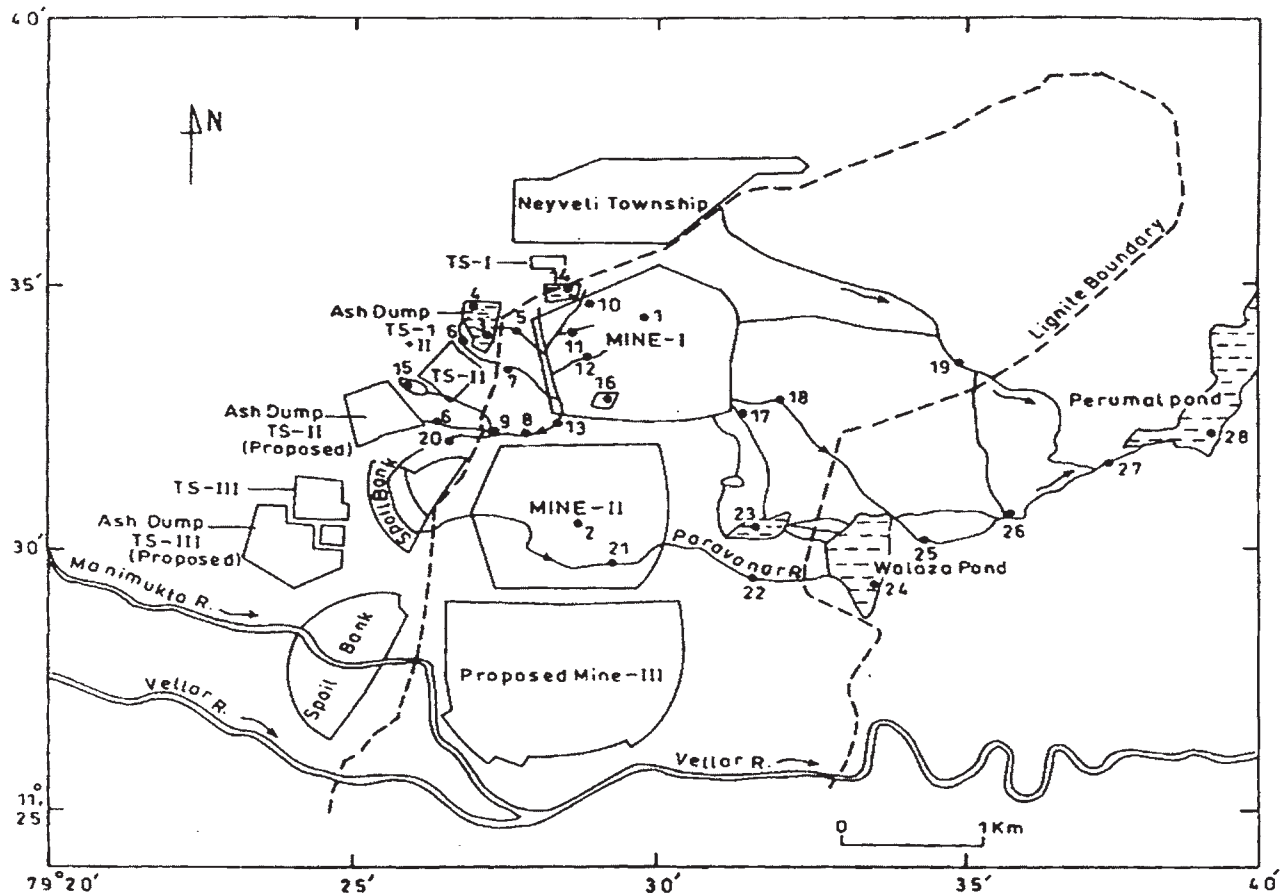 40'
N
Neyveli Township
TS-I
35'
4
14
10
Ash Dump
TS-1
+II
6
3
5
1
11
MINE-I
12
Lignite Boundary
15
TS-II
7
16
19
18
17
Perumal pond
Ash Dump
TS-II
(Proposed)
6
20
9
8
13
28
27
Spoil Bank
TS-III
MINE-II
2
23
26
Ash Dump
TS-III
(Proposed)
30'
21
Paravanar R.
25
Walaza Pond
22
24
Manimukta R.
Spoil Bank
Proposed Mine-III
Vellar R.
Vellar R.
11°
25
0
1Km
79°20'
25'
30'
35'
40'